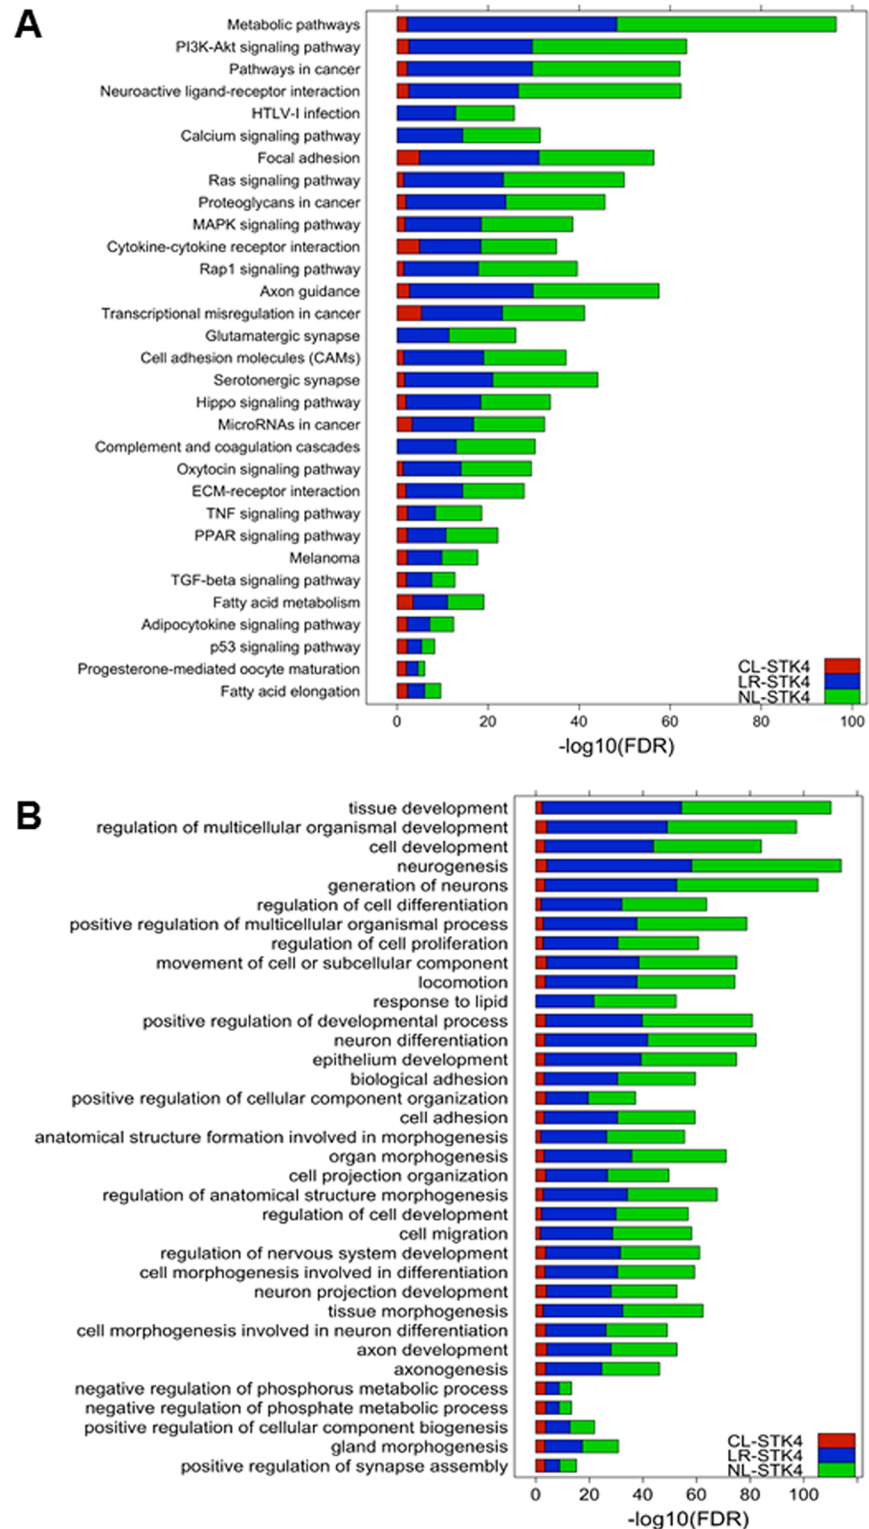 A
Metabolic pathways
PI3K-Akt signaling pathway
Pathways in cancer
Neuroactive ligand-receptor interaction
HTLV-I infection
Calcium signaling pathway
Focal adhesion
Ras signaling pathway
Proteoglycans in cancer
MAPK signaling pathway
Cytokine-cytokine receptor interaction
Rap1 signaling pathway
Axon guidance
Transcriptional misregulation in cancer
Glutamatergic synapse
Cell adhesion molecules (CAMs)
Serotonergic synapse
Hippo signaling pathway
MicroRNAs in cancer
Complement and coagulation cascades
Oxytocin signaling pathway
ECM-receptor interaction
TNF signaling pathway
PPAR signaling pathway
Melanoma
TGF-beta signaling pathway
Fatty acid metabolism
Adipocytokine signaling pathway
p53 signaling pathway
Progesterone-mediated oocyte maturation
Fatty acid elongation
CL-STK4
LR-STK4
NL-STK4
0 20 40 60 80 100
-log10(FDR)
B
tissue development
regulation of multicellular organismal development
cell development
neurogenesis
generation of neurons
regulation of cell differentiation
positive regulation of multicellular organismal process
regulation of cell proliferation
movement of cell or subcellular component
locomotion
response to lipid
positive regulation of developmental process
neuron differentiation
epithelium development
biological adhesion
positive regulation of cellular component organization
cell adhesion
anatomical structure formation involved in morphogenesis
organ morphogenesis
cell projection organization
regulation of anatomical structure morphogenesis
regulation of cell development
cell migration
regulation of nervous system development
cell morphogenesis involved in differentiation
neuron projection development
tissue morphogenesis
cell morphogenesis involved in neuron differentiation
axon development
axonogenesis
negative regulation of phosphorus metabolic process
negative regulation of phosphate metabolic process
positive regulation of cellular component biogenesis
gland morphogenesis
positive regulation of synapse assembly
CL-STK4
LR-STK4
NL-STK4
0 20 40 60 80 100
-log10(FDR)